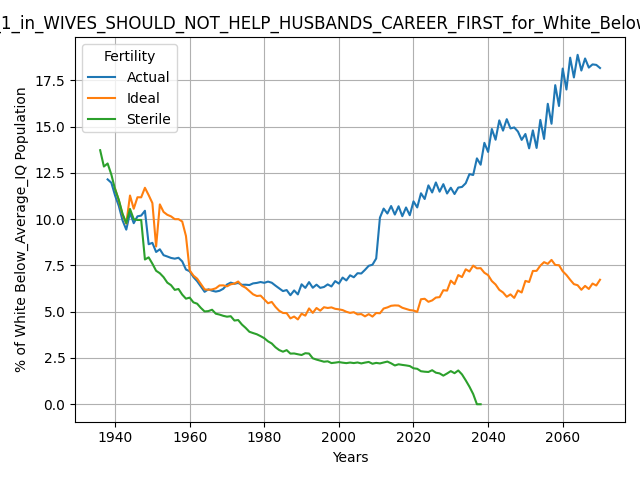 _1_in_WIVES_SHOULD_NOT_HELP_HUSBANDS_CAREER_FIRST_for_White_Below
Fertility
Actual
Ideal
Sterile
% of White Below_Average_IQ Population
17.5
15.0
12.5
10.0
7.5
5.0
2.5
0.0
1940 1960 1980 2000 2020 2040 2060
Years